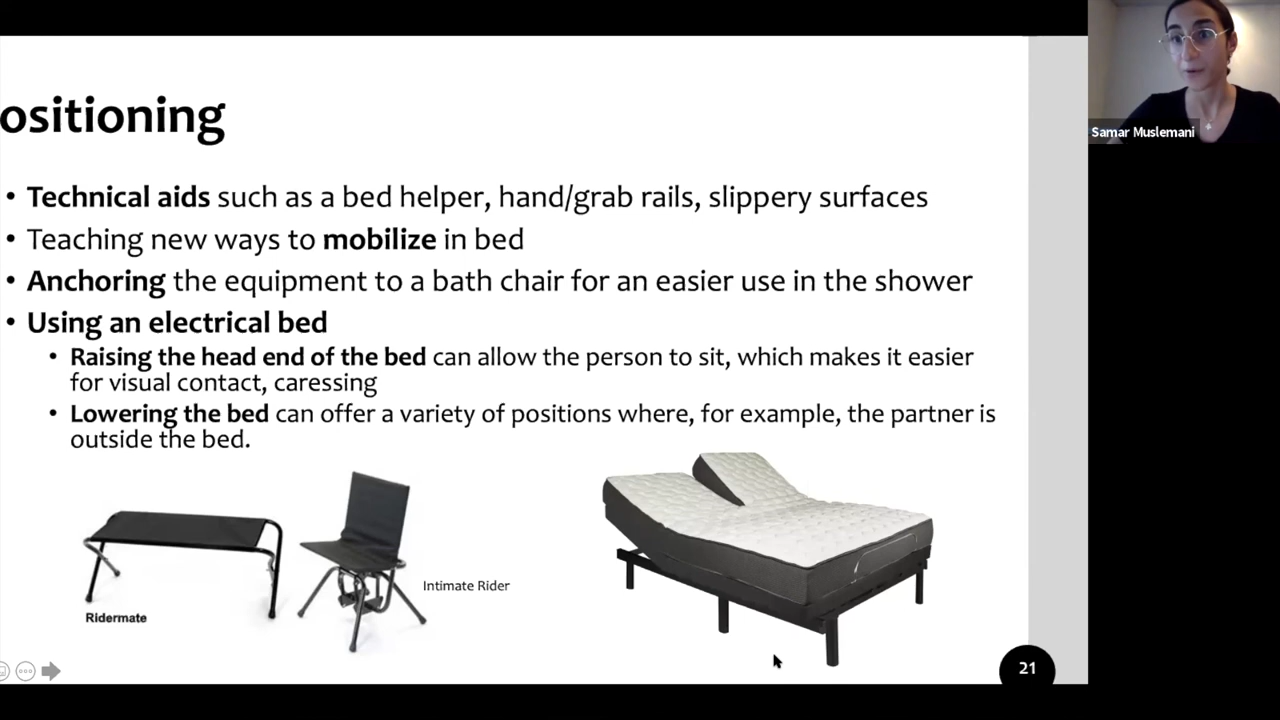 ositioning
Samar Muslemani
• Technical aids such as a bed helper, hand/grab rails, slippery surfaces
• Teaching new ways to mobilize in bed
• Anchoring the equipment to a bath chair for an easier use in the shower
• Using an electrical bed
• Raising the head end of the bed can allow the person to sit, which makes it easier
for visual contact, caressing
• Lowering the bed can offer a variety of positions where, for example, the partner is
outside the bed.
Intimate Rider
Ridermate
21